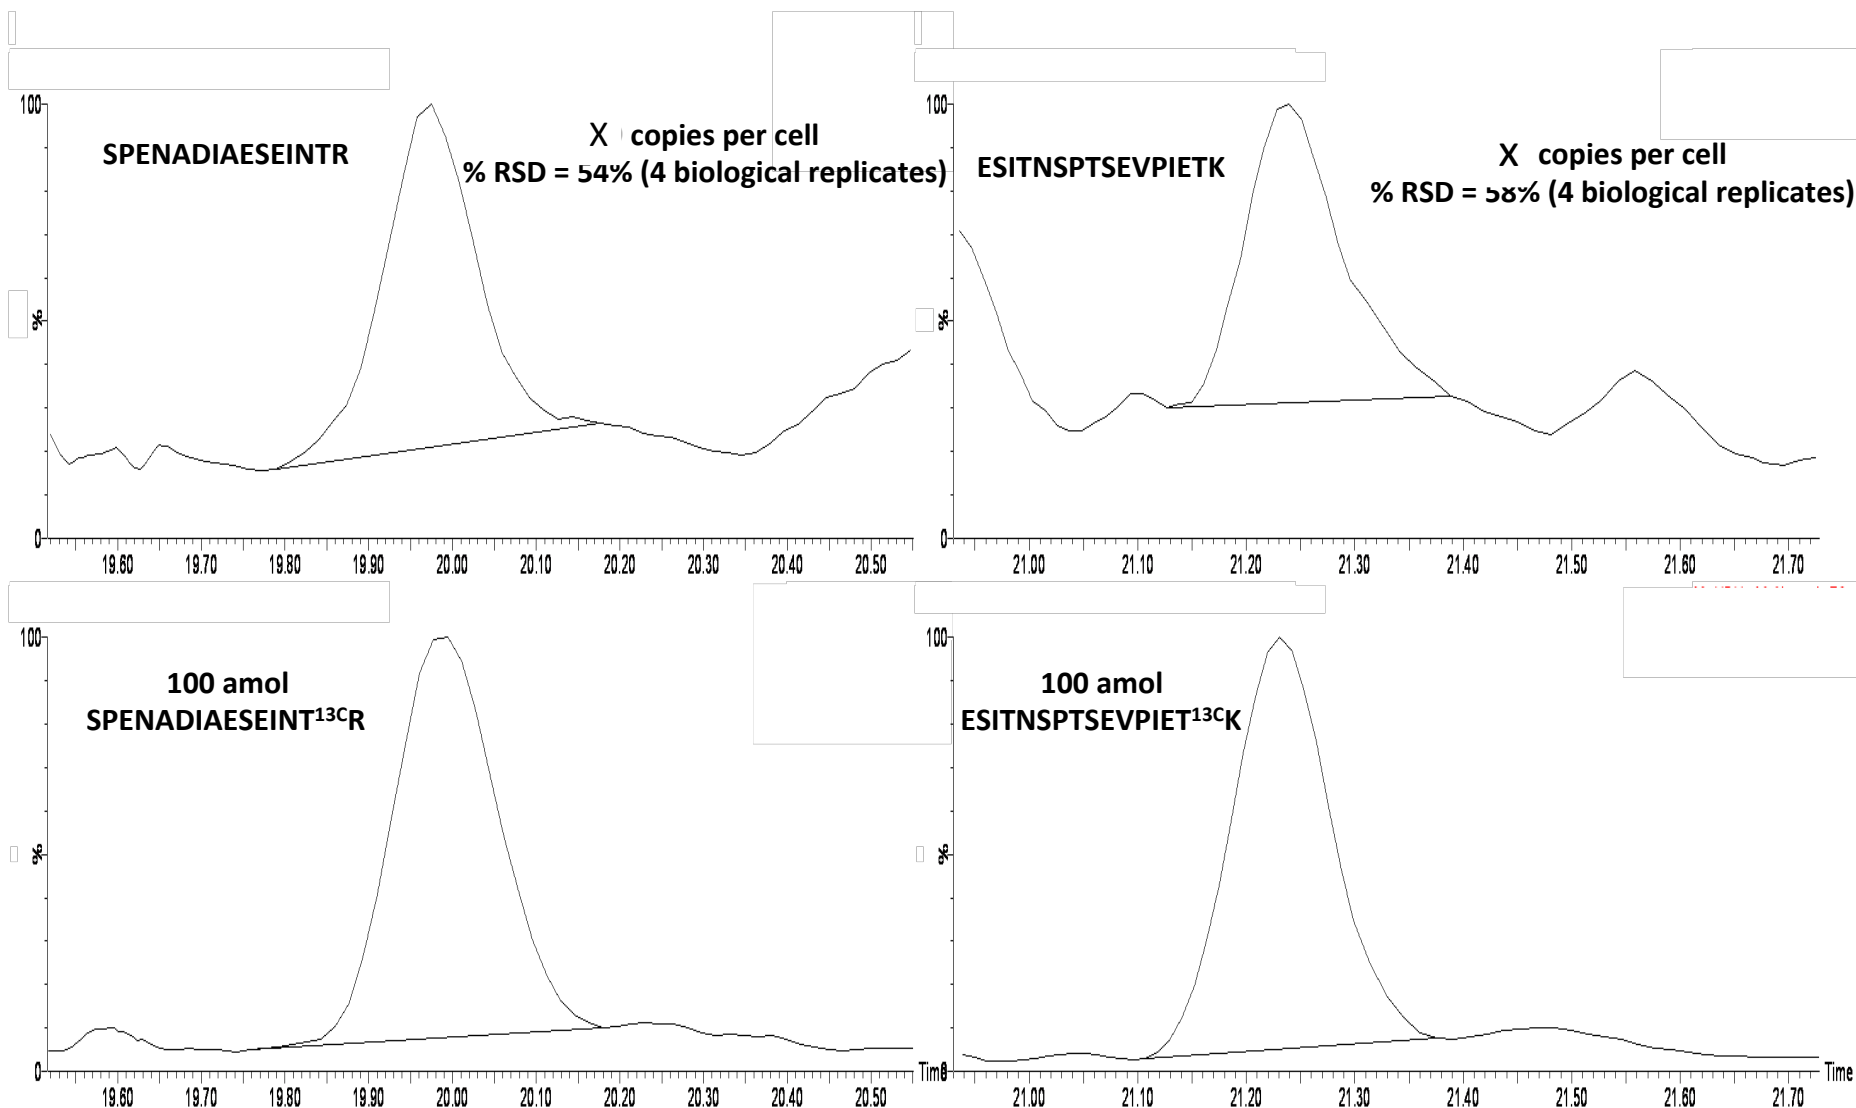 100
SPENADIAESEINTR
X copies per cell
% RSD = 54% (4 biological replicates)
%
0
19.60 19.70 19.80 19.90 20.00 20.10 20.20 20.30 20.40 20.50
100
ESITNSPTSEVPIETK
X copies per cell
% RSD = 58% (4 biological replicates)
%
0
21.00 21.10 21.20 21.30 21.40 21.50 21.60 21.70
100
100 amol
SPENADIAESEINT13CR
%
0
Time
19.60 19.70 19.80 19.90 20.00 20.10 20.20 20.30 20.40 20.50
100
100 amol
ESITNSPTSEVPIET13CK
%
0
Time
21.00 21.10 21.20 21.30 21.40 21.50 21.60 21.70